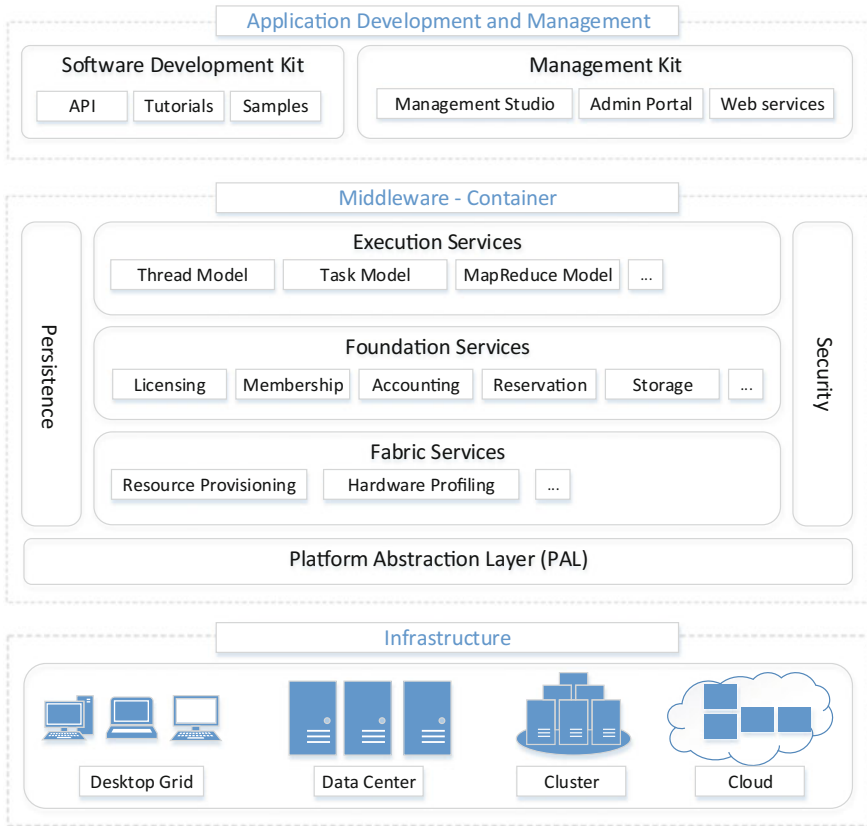 Application Development and Management
Software Development Kit
API
Tutorials
Samples
Management Kit
Management Studio
Admin Portal
Web services
Middleware - Container
Persistence
Execution Services
Thread Model
Task Model
MapReduce Model
...
Foundation Services
Licensing
Membership
Accounting
Reservation
Storage
...
Fabric Services
Resource Provisioning
Hardware Profiling
...
Security
Platform Abstraction Layer (PAL)
Infrastructure
Desktop Grid
Data Center
Cluster
Cloud